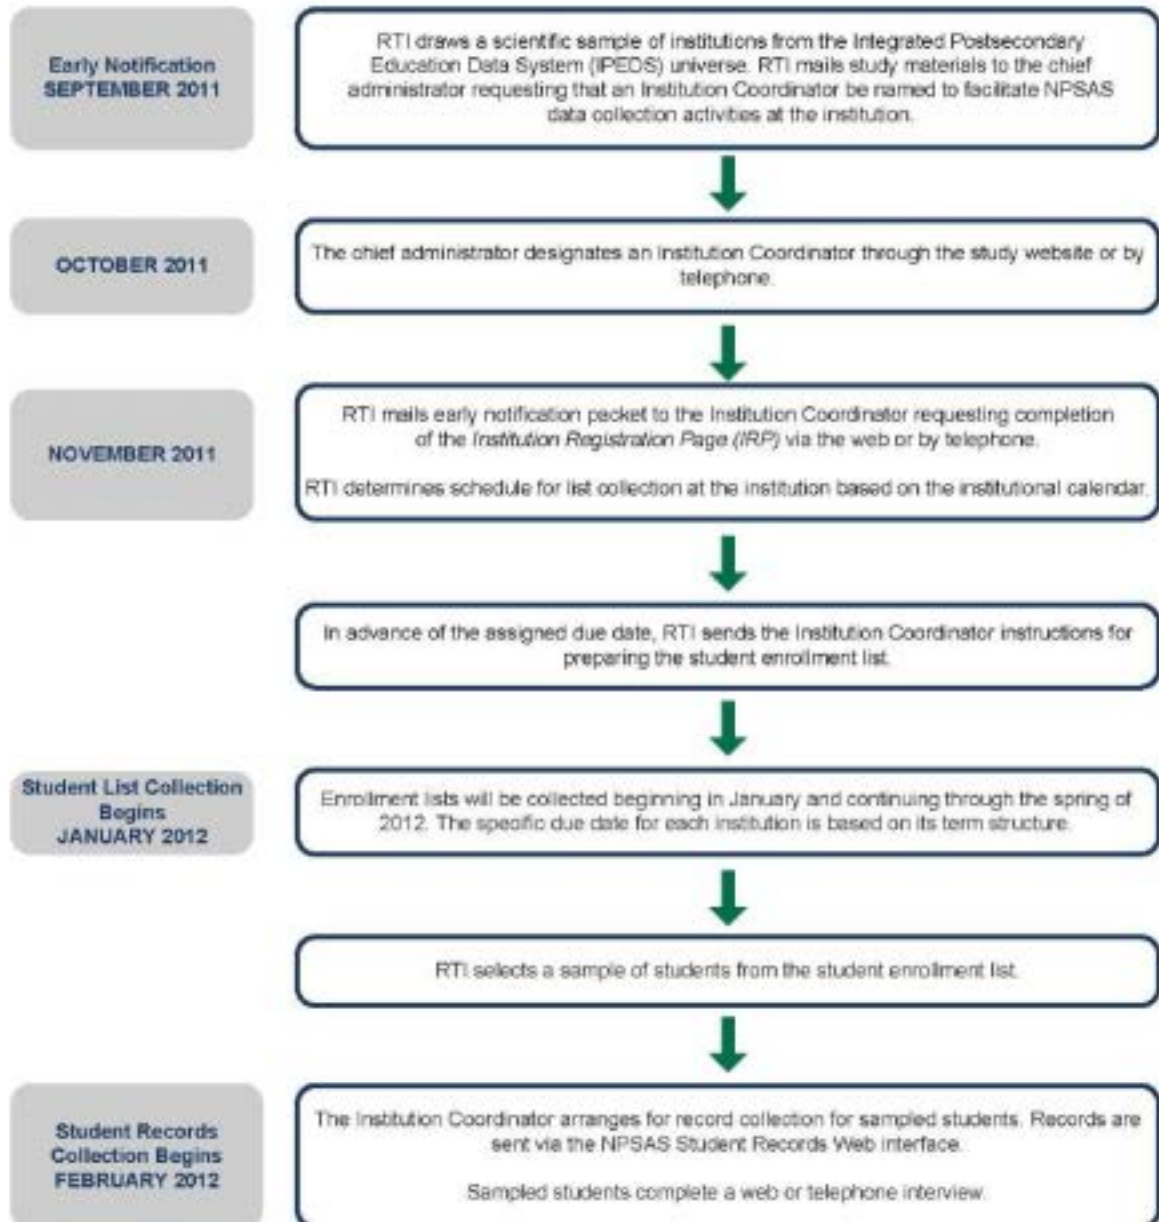 Early Notification
SEPTEMBER 2011
RTI draws a scientific sample of institutions from the Integrated Postsecondary
Education Data System (IPEDS) universe. RTI mails study materials to the chief
administrator requesting that an Institution Coordinator be named to facilitate NPSAS
data collection activities at the institution.
OCTOBER 2011
The chief administrator designates an Institution Coordinator through the study website or by
telephone.
NOVEMBER 2011
RTI mails early notification packet to the Institution Coordinator requesting completion
of the Institution Registration Page (IRP) via the web or by telephone.
RTI determines schedule for list collection at the institution based on the institutional calendar.
In advance of the assigned due date, RTI sends the Institution Coordinator instructions for
preparing the student enrollment list.
Student List Collection
Begins
JANUARY 2012
Enrollment lists will be collected beginning in January and continuing through the spring of
2012. The specific due date for each institution is based on its term structure.
RTI selects a sample of students from the student enrollment list.
Student Records
Collection Begins
FEBRUARY 2012
The Institution Coordinator arranges for record collection for sampled students. Records are
sent via the NPSAS Student Records Web interface.
Sampled students complete a web or telephone interview.